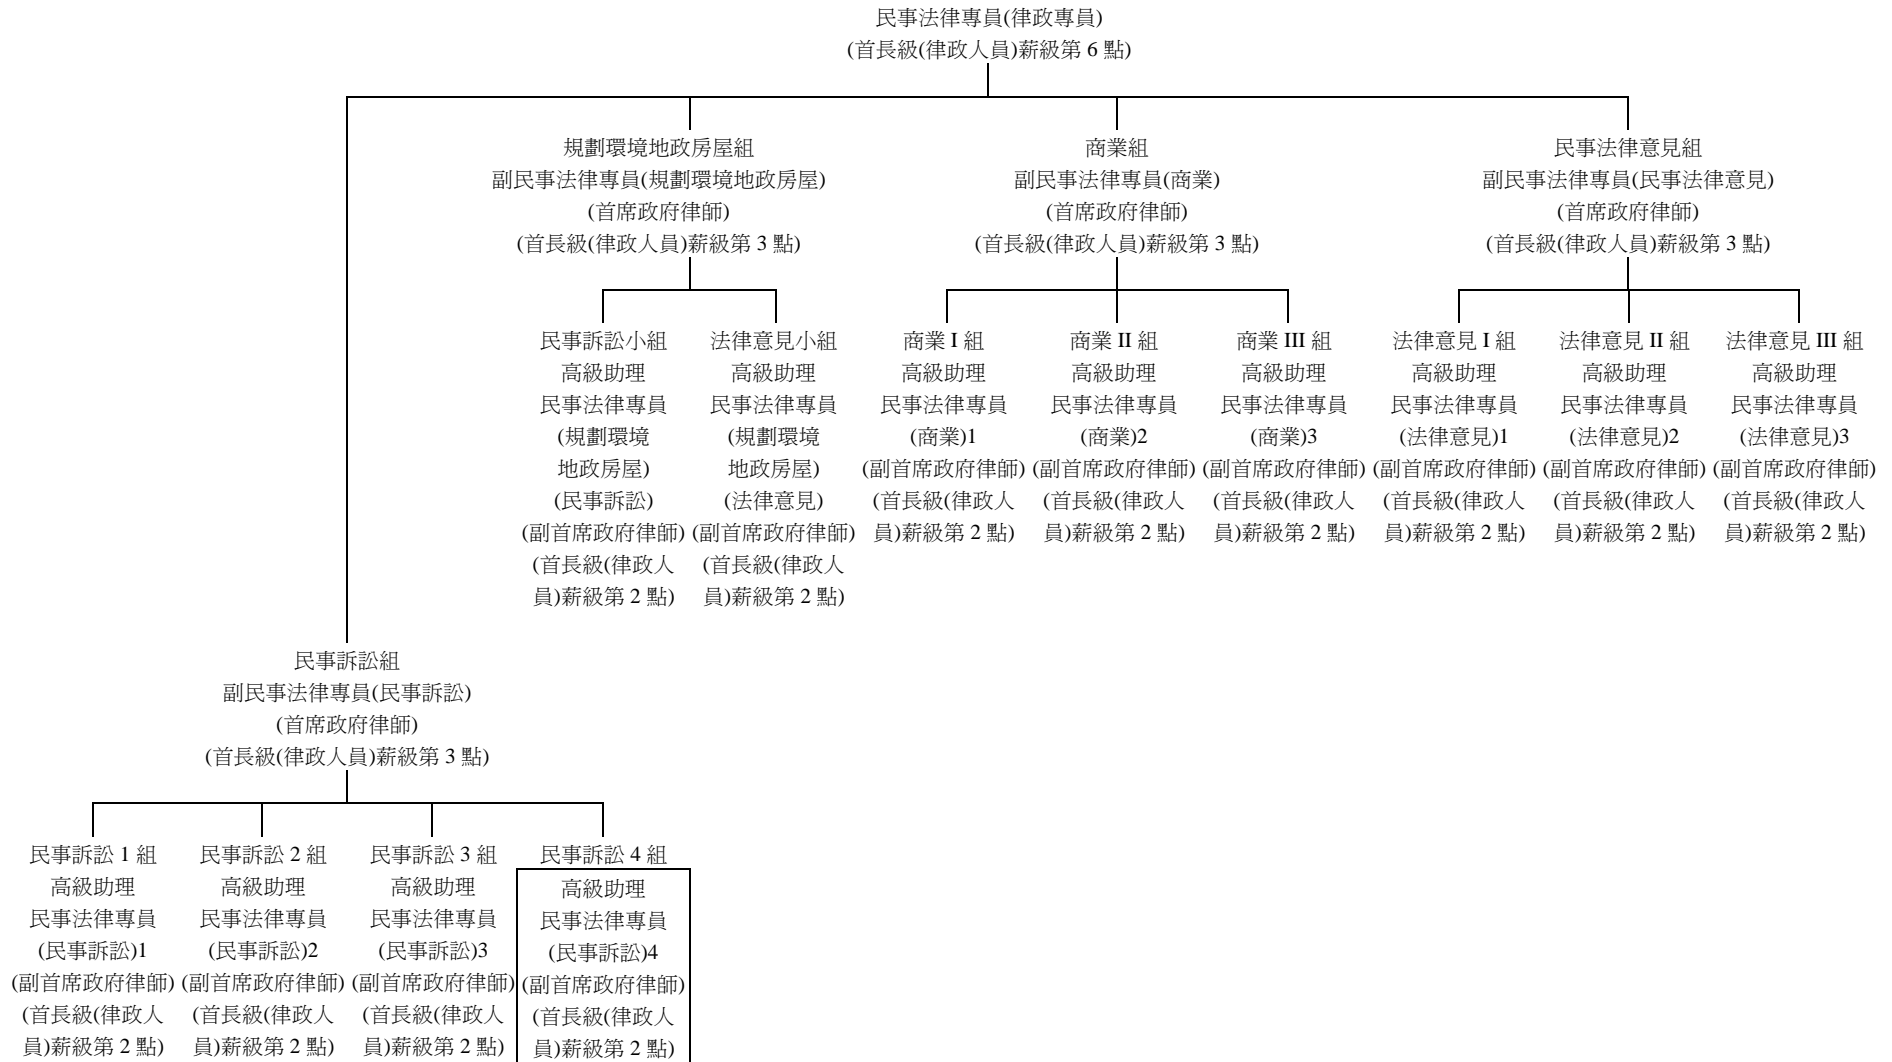 民事法律專員(律政專員)
(首長級(律政人員)薪級第 6 點)
規劃環境地政房屋組
副民事法律專員(規劃環境地政房屋)
(首席政府律師)
(首長級(律政人員)薪級第 3 點)
商業組
副民事法律專員(商業)
(首席政府律師)
(首長級(律政人員)薪級第 3 點)
民事法律意見組
副民事法律專員(民事法律意見)
(首席政府律師)
(首長級(律政人員)薪級第 3 點)
民事訴訟小組
高級助理
民事法律專員
(規劃環境
地政房屋)
(民事訴訟)
(副首席政府律師)
(首長級(律政人
員)薪級第 2 點)
法律意見小組
高級助理
民事法律專員
(規劃環境
地政房屋)
(法律意見)
(副首席政府律師)
(首長級(律政人
員)薪級第 2 點)
商業 I 組
高級助理
民事法律專員
(商業)1
(副首席政府律師)
(首長級(律政人
員)薪級第 2 點)
商業 II 組
高級助理
民事法律專員
(商業)2
(副首席政府律師)
(首長級(律政人
員)薪級第 2 點)
商業 III 組
高級助理
民事法律專員
(商業)3
(副首席政府律師)
(首長級(律政人
員)薪級第 2 點)
法律意見 I 組
高級助理
民事法律專員
(法律意見)1
(副首席政府律師)
(首長級(律政人
員)薪級第 2 點)
法律意見 II 組
高級助理
民事法律專員
(法律意見)2
(副首席政府律師)
(首長級(律政人
員)薪級第 2 點)
法律意見 III 組
高級助理
民事法律專員
(法律意見)3
(副首席政府律師)
(首長級(律政人
員)薪級第 2 點)
民事訴訟組
副民事法律專員(民事訴訟)
(首席政府律師)
(首長級(律政人員)薪級第 3 點)
民事訴訟 1 組
高級助理
民事法律專員
(民事訴訟)1
(副首席政府律師)
(首長級(律政人
員)薪級第 2 點)
民事訴訟 2 組
高級助理
民事法律專員
(民事訴訟)2
(副首席政府律師)
(首長級(律政人
員)薪級第 2 點)
民事訴訟 3 組
高級助理
民事法律專員
(民事訴訟)3
(副首席政府律師)
(首長級(律政人
員)薪級第 2 點)
民事訴訟 4 組
高級助理
民事法律專員
(民事訴訟)4
(副首席政府律師)
(首長級(律政人
員)薪級第 2 點)